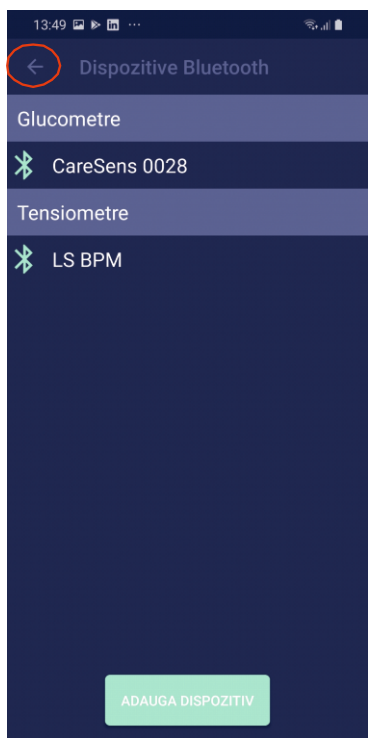 13:49
Dispozitive Bluetooth
Glucometre
CareSens 0028
Tensiometre
LS BPM
ADAUGA DISPOZITIV